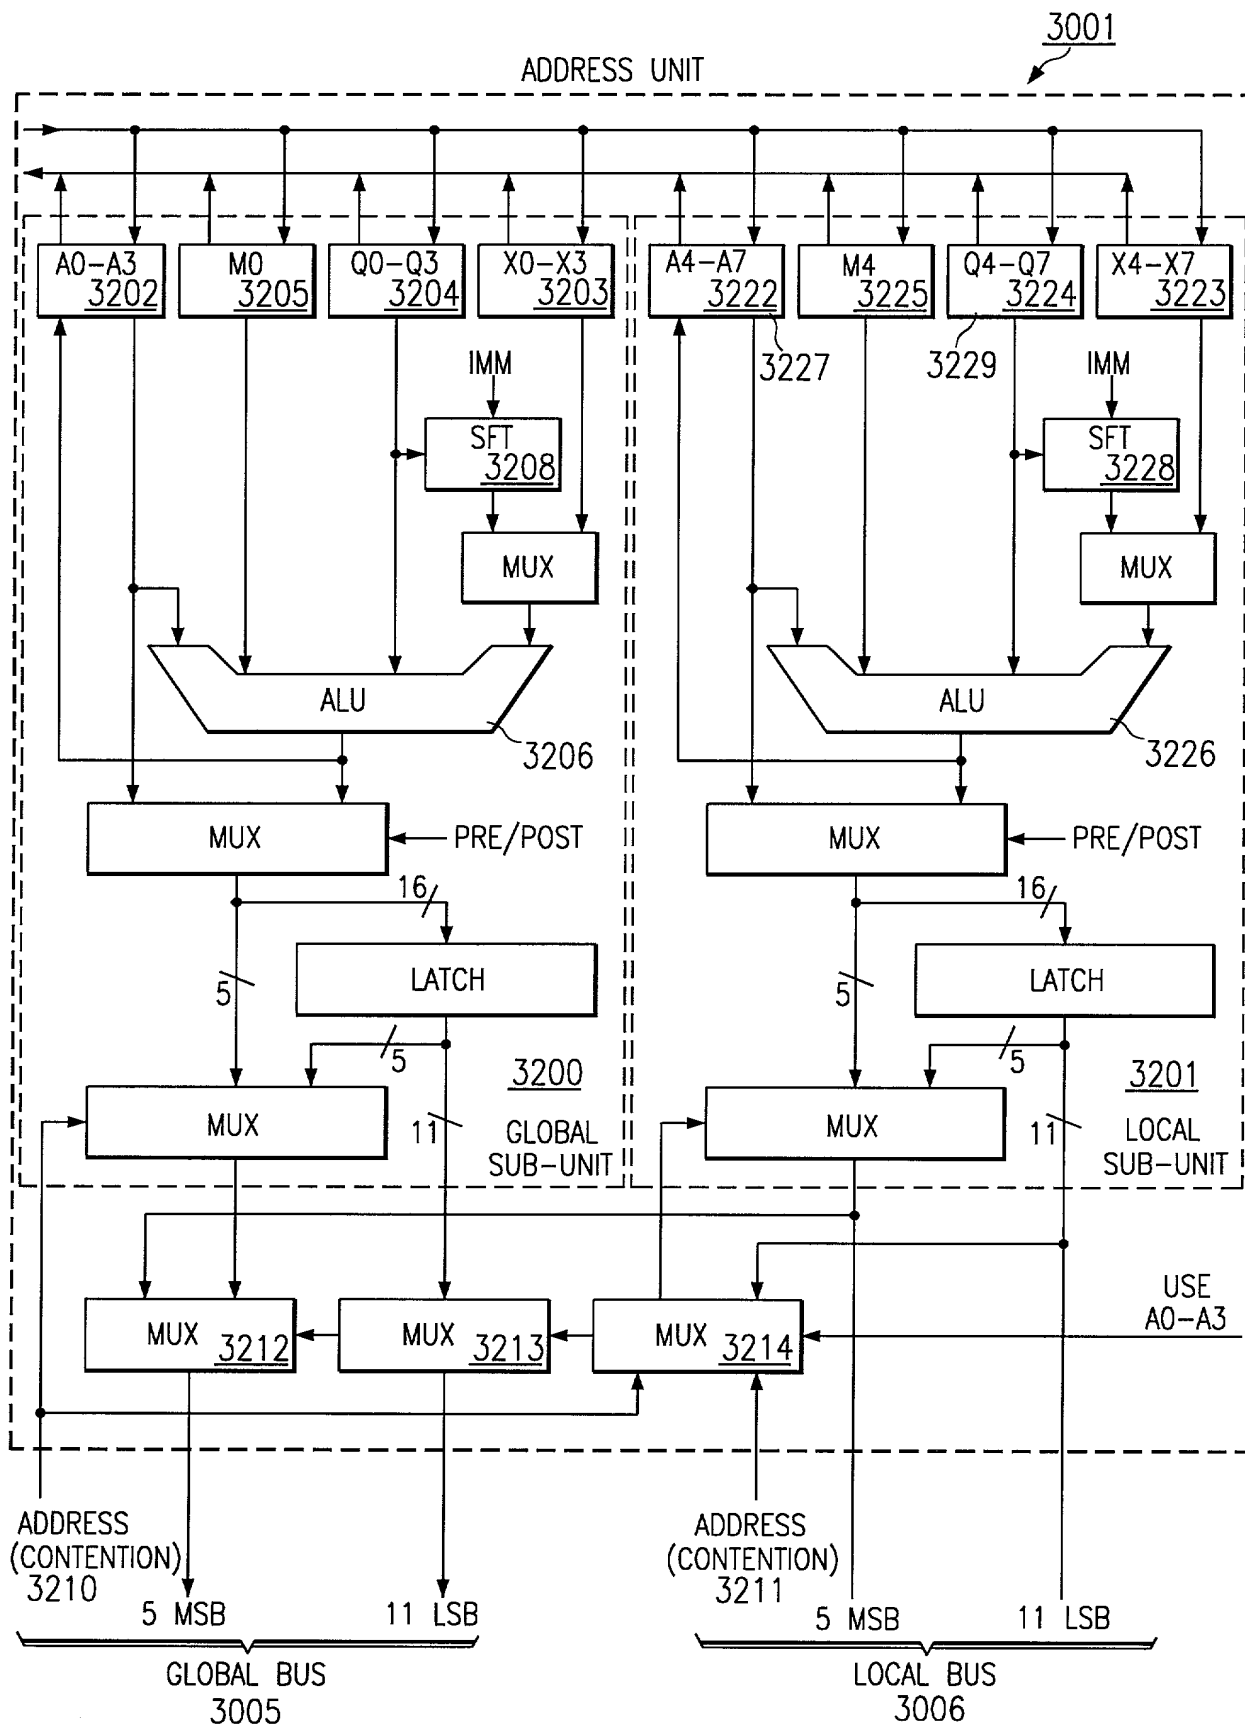 3001
ADDRESS UNIT
A0-A3
3202
M0
3205
Q0-Q3
3204
X0-X3
3203
A4-A7
3222
M4
3225
Q4-Q7
3224
X4-X7
3223
3227
3229
IMM
IMM
SFT
3208
SFT
3228
MUX
MUX
ALU
3206
ALU
3226
MUX
PRE/POST
MUX
PRE/POST
16
16
LATCH
LATCH
5
5
5
5
3200
3201
MUX
11
GLOBAL
SUB-UNIT
MUX
11
LOCAL
SUB-UNIT
USE
A0-A3
MUX
3212
MUX
3213
MUX
3214
ADDRESS
(CONTENTION)
3210
ADDRESS
(CONTENTION)
3211
5 MSB
11 LSB
5 MSB
11 LSB
GLOBAL BUS
3005
LOCAL BUS
3006